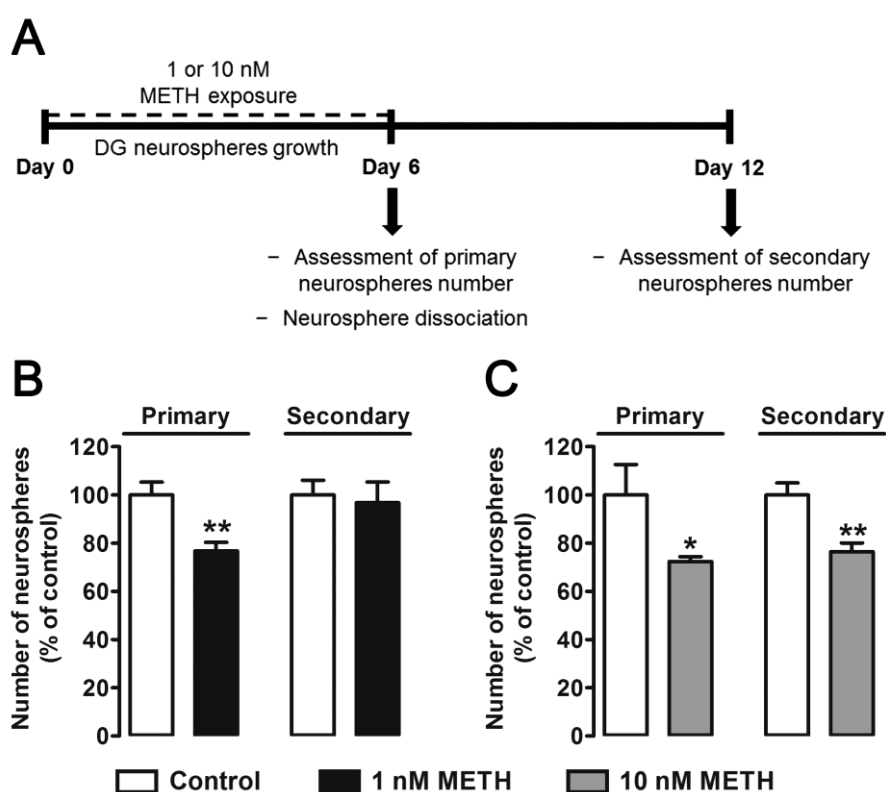 A
1 or 10 nM
METH exposure
DG neurospheres growth
Day 0
Day 6
Day 12
− Assessment of primary
neurospheres number
− Neurosphere dissociation
− Assessment of secondary
neurospheres number
B
Primary
Secondary
Number of neurospheres
(% of control)
120
100
80
60
40
20
0
**
C
Primary
Secondary
Number of neurospheres
(% of control)
120
100
80
60
40
20
0
*
**
Control
1 nM METH
10 nM METH